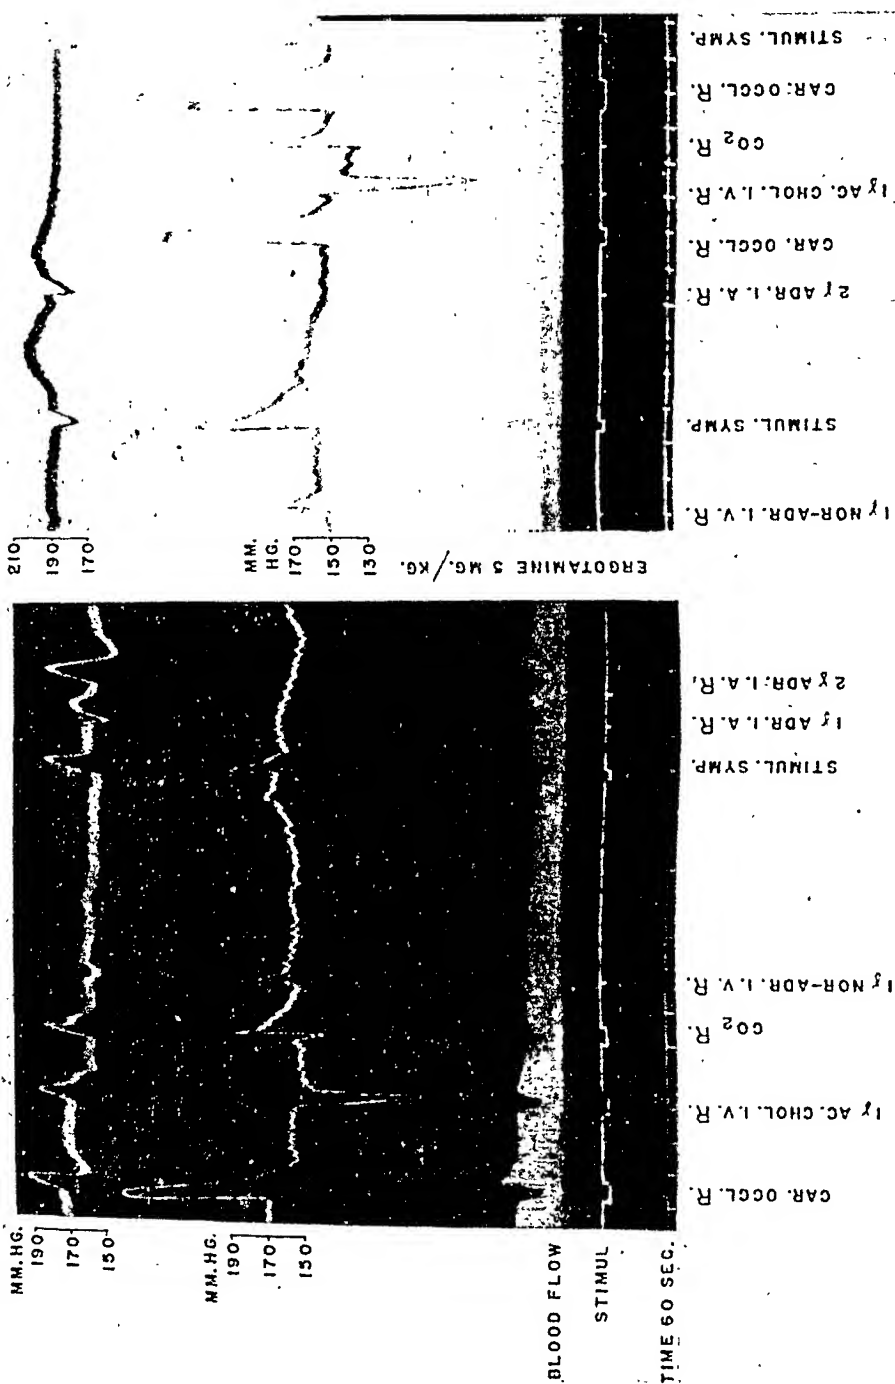 MM. HG.
190
170
150
MM. HG.
190
170
150
BLOOD FLOW
STIMUL
TIME 60 SEC.
CAR. OCCL. R.
1γ AC. CHOL. I.V. R.
CO₂ R.
1γ NOR-ADR. I.V. R.
STIMUL. SYMP.
1γ ADR. I.A. R.
2γ ADR. I.A. R.
210
190
170
MM.
HG.
170
150
130
ERGOTAMINE 5 MG./KG.
1γ NOR-ADR. I.V. R.
STIMUL. SYMP.
2γ ADR. I.A. R.
CAR. OCCL. R.
1γ AC. CHOL. I.V. R.
CO₂ R.
CAR. OCCL. R.
STIMUL. SYMP.